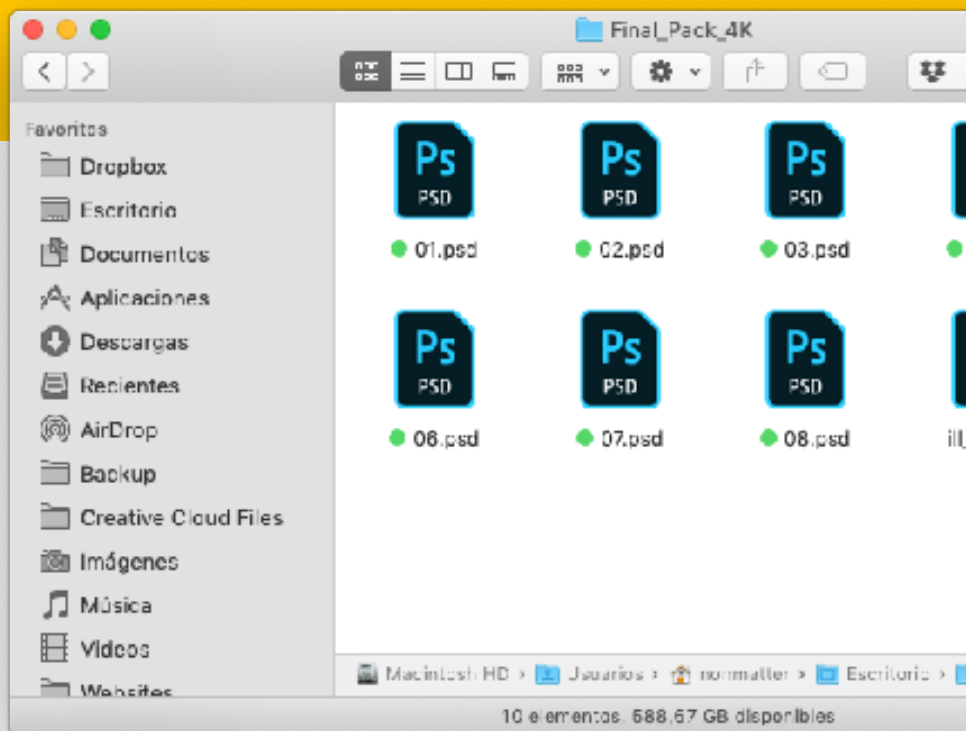 Final_Pack_4K
Favoritos
Dropbox
Escritorio
Documentos
Aplicaciones
Descargas
Recientes
AirDrop
Backup
Creative Cloud Files
Imágenes
Música
Vídeos
Websites
Ps Ps Ps
PSD PSD PSD
01.psd 02.psd 03.psd
Ps Ps Ps
PSD PSD PSD
06.psd 07.psd 08.psd ill_
Macintosh HD › Usuarios › nonmatter › Escritorio ›
10 elementos, 588,67 GB disponibles